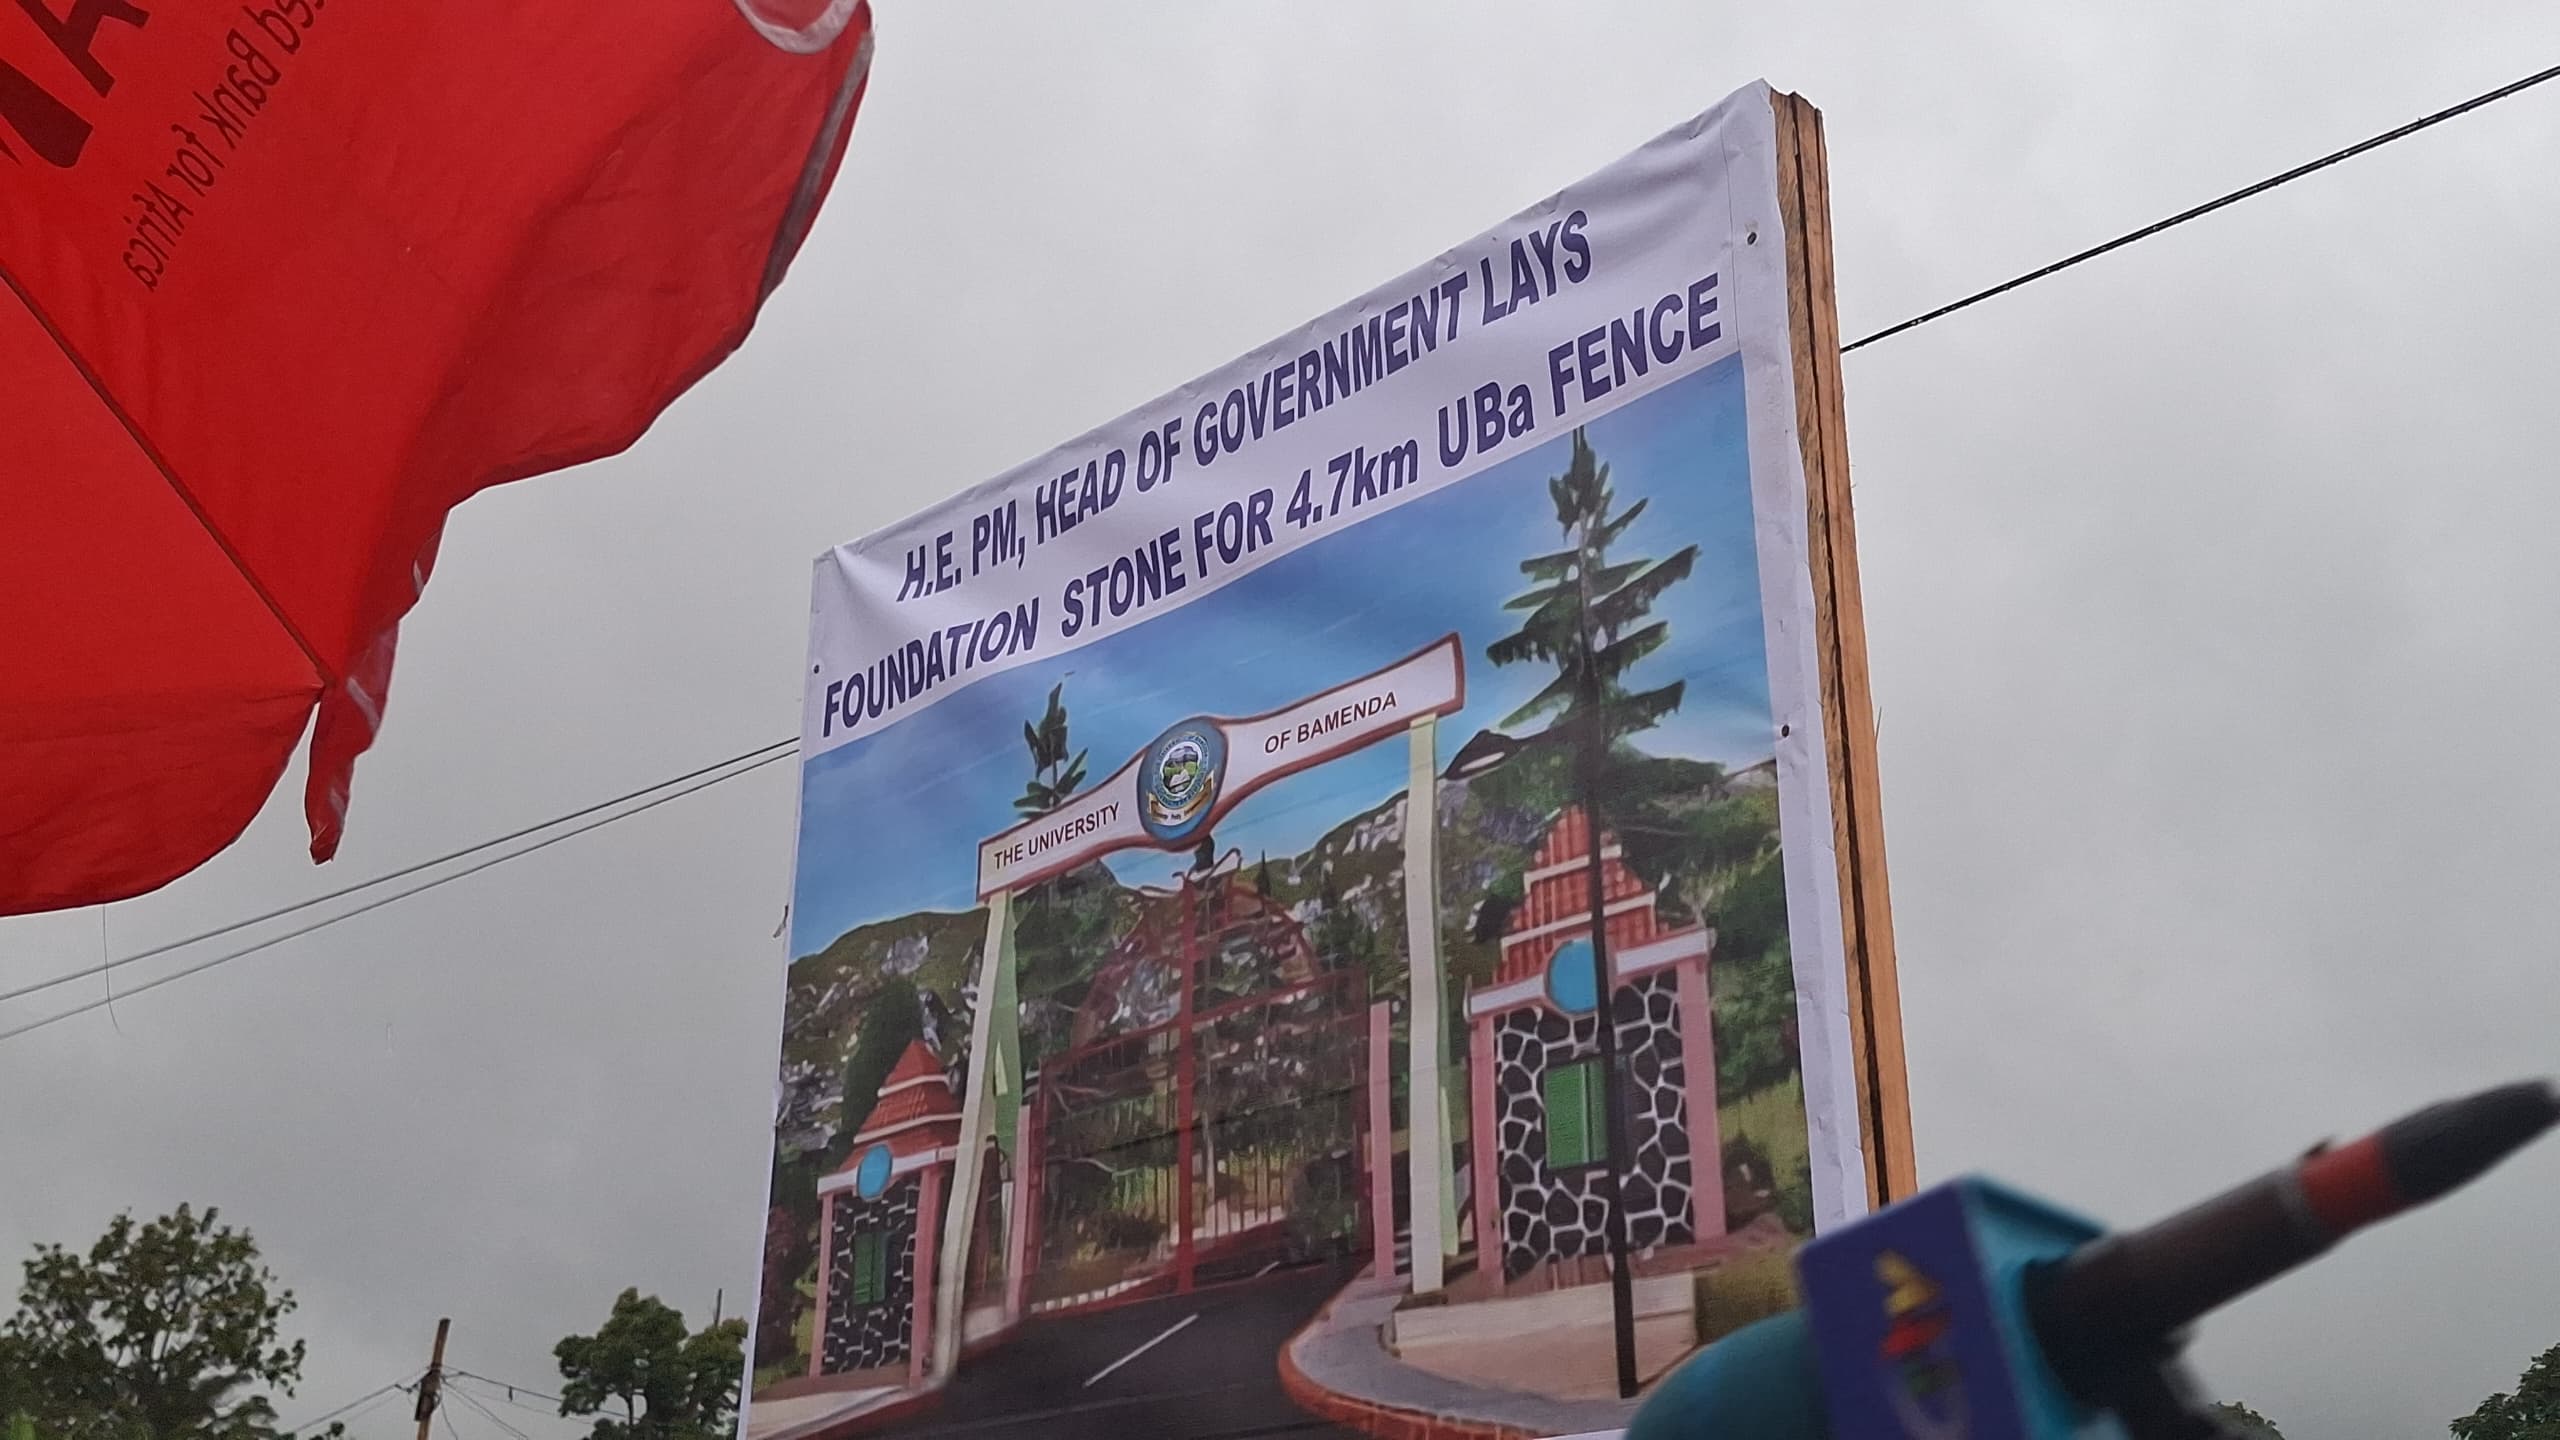 Bank for Africa
H.E. PM, HEAD OF GOVERNMENT LAYS
FOUNDATION STONE FOR 4.7km UBa FENCE
THE UNIVERSITY OF BAMENDA